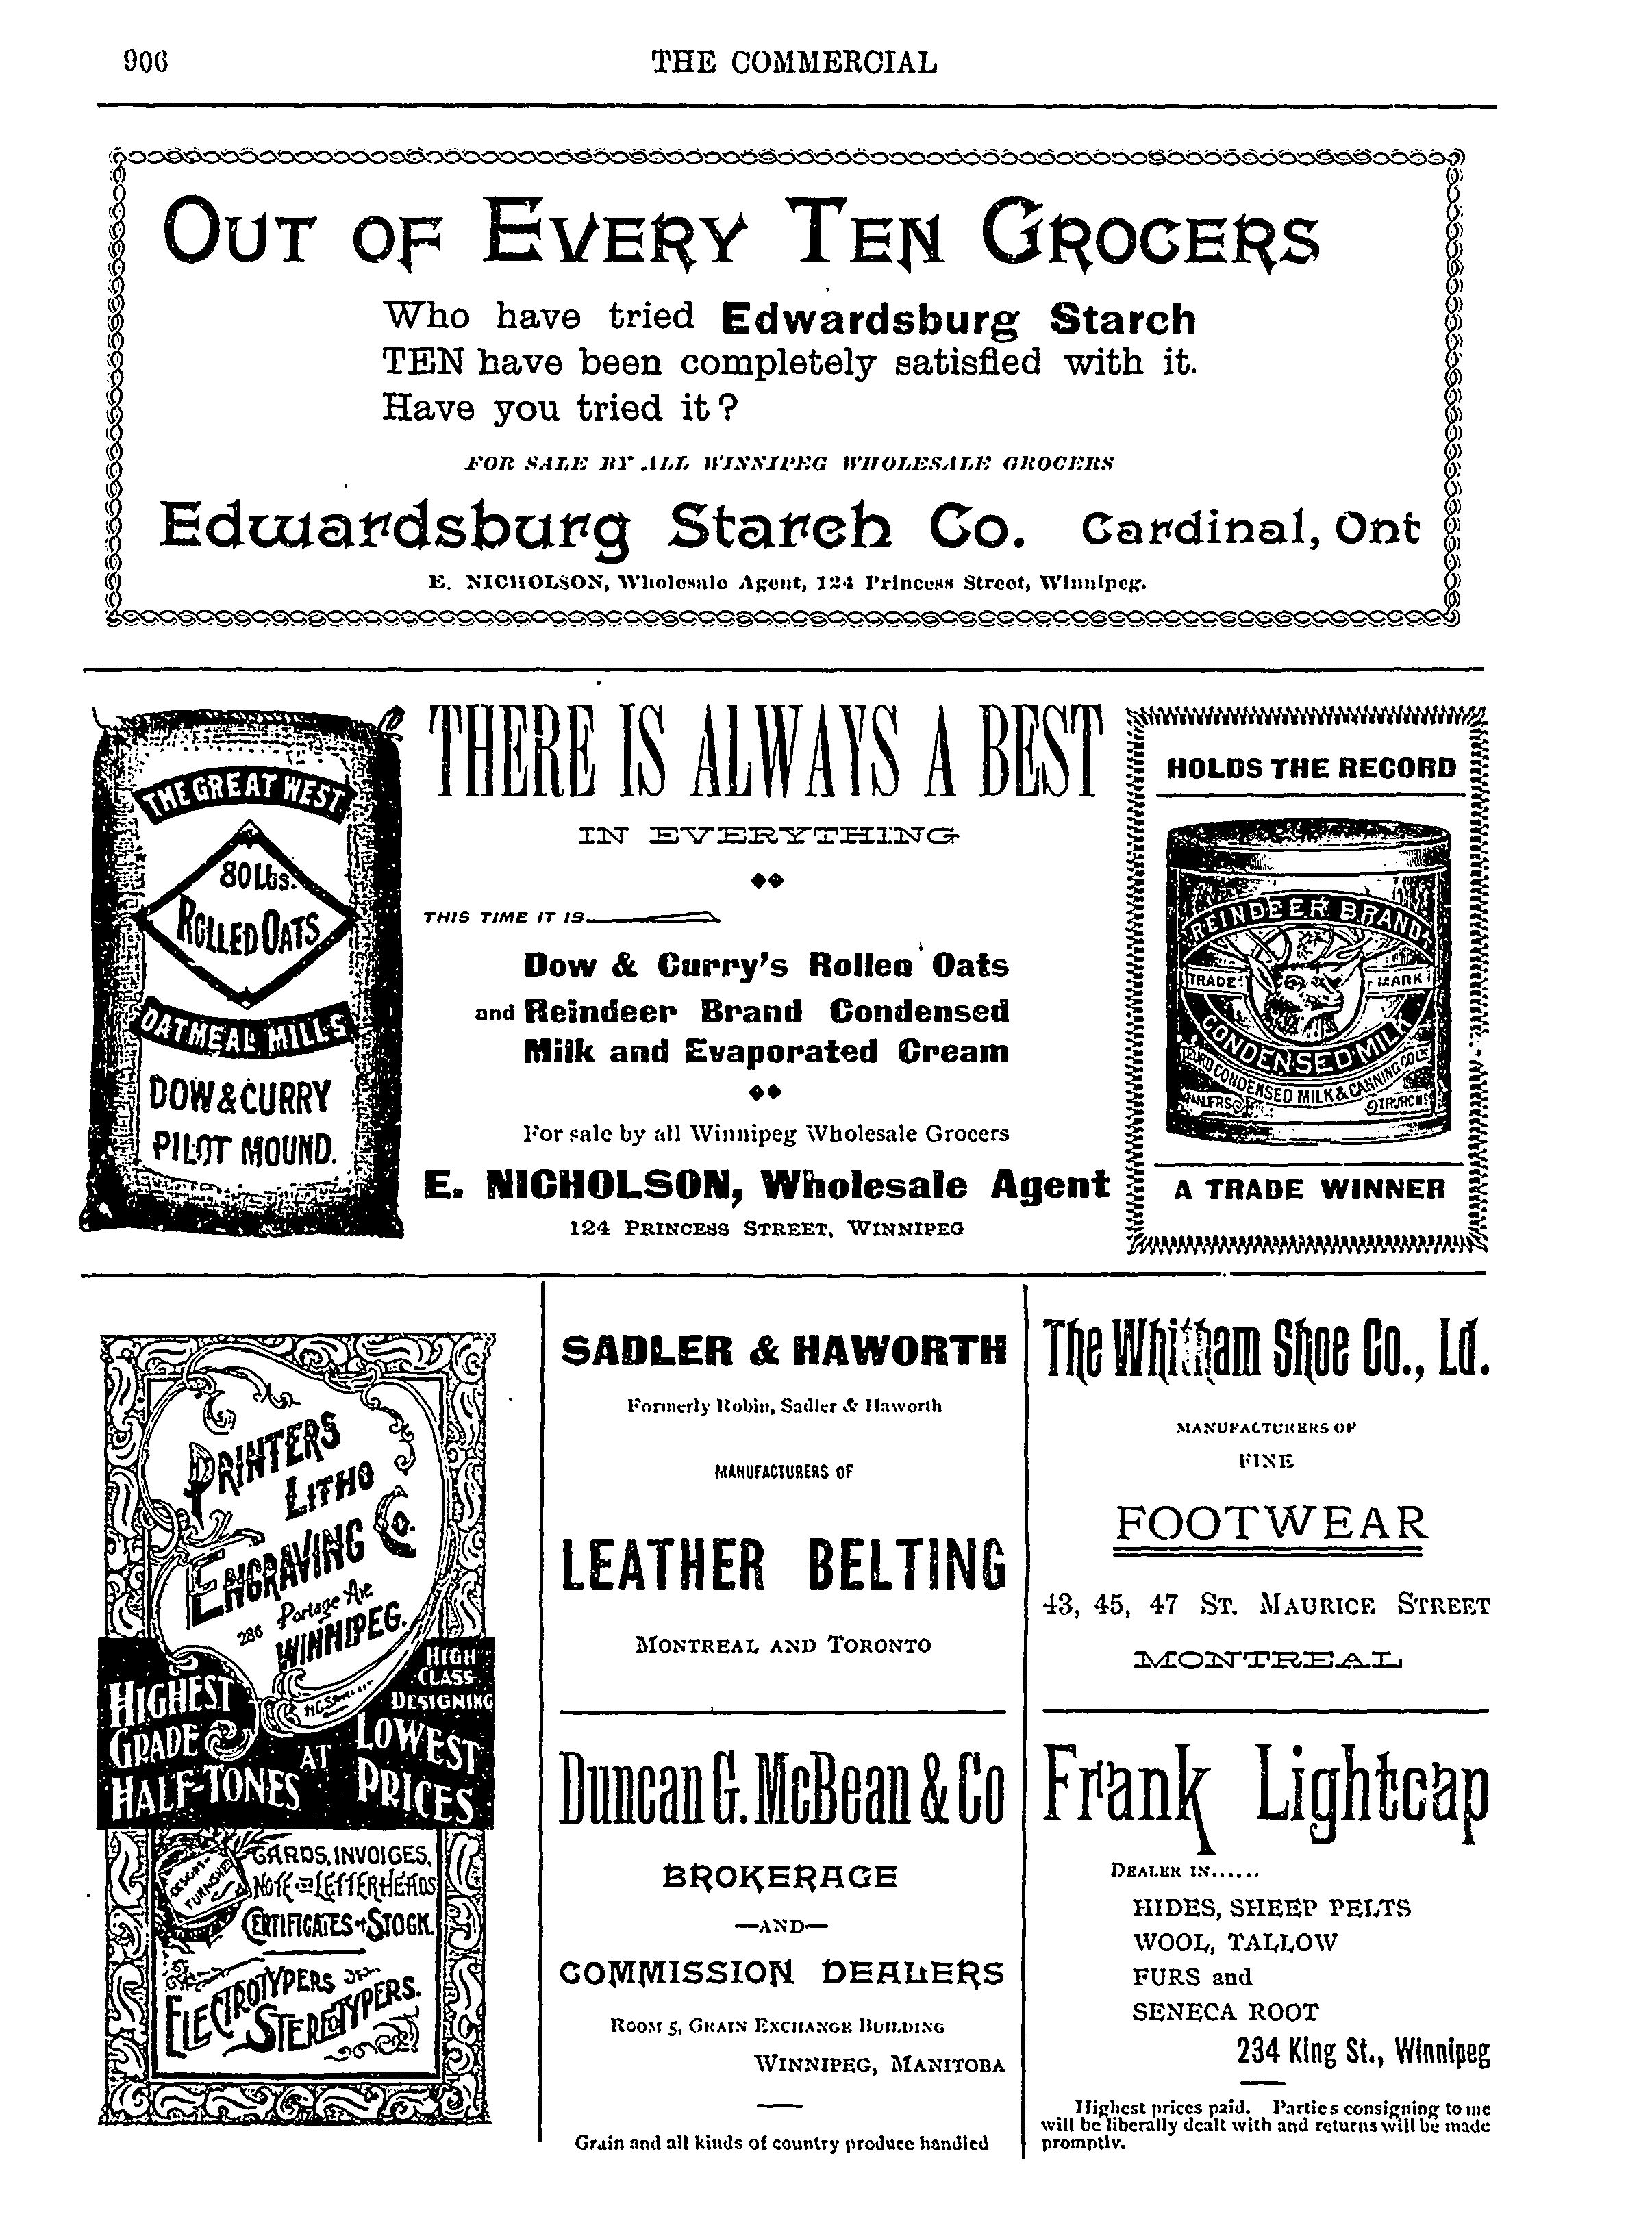 906
THE COMMERCIAL
OUT OF EVERY TEN GROCERS
Who have tried Edwardsburg Starch
TEN have been completely satisfied with it.
Have you tried it?
FOR SALE BY ALL WINNIPEG WHOLESALE GROCERS
Edwardsburg Starch Co. Cardinal, Ont
E. NICHOLSON, Wholesale Agent, 124 Princess Street, Winnipeg.
THE GREAT WEST
80 Lbs.
ROLLED OATS
OATMEAL MILLS
DOW & CURRY
PILOT MOUND.
THERE IS ALWAYS A BEST
IN EVERYTHING
THIS TIME IT IS
Dow & Curry's Rolled Oats
and Reindeer Brand Condensed
Milk and Evaporated Cream
For sale by all Winnipeg Wholesale Grocers
E. NICHOLSON, Wholesale Agent
124 PRINCESS STREET, WINNIPEG
HOLDS THE RECORD
REINDEER BRAND
TRADE MARK
CONDENSED MILK
CONDENSED MILK & CANNING CO
A TRADE WINNER
PRINTERS
LITHO
ENGRAVING CO.
286 Portage Ave
WINNIPEG.
HIGH
CLASS
DESIGNING
HIGHEST
GRADE
HALF-TONES
AT
LOWEST
PRICES
DESIGNS
FURNISHED
CARDS, INVOICES,
NOTE LETTERHEADS
CERTIFICATES STOCK.
ELECTROTYPERS
STEREOTYPERS.
SADLER & HAWORTH
Formerly Robin, Sadler & Haworth
MANUFACTURERS OF
LEATHER BELTING
MONTREAL AND TORONTO
Duncan G. McBean & Co
BROKERAGE
—AND—
COMMISSION DEALERS
ROOM 5, GRAIN EXCHANGE BUILDING
WINNIPEG, MANITOBA
Grain and all kinds of country produce handled
The Whitham Shoe Co., Ld.
MANUFACTURERS OF
FINE
FOOTWEAR
43, 45, 47 ST. MAURICE STREET
MONTREAL
Frank Lightcap
DEALER IN......
HIDES, SHEEP PELTS
WOOL, TALLOW
FURS and
SENECA ROOT
234 King St., Winnipeg
Highest prices paid. Parties consigning to me
will be liberally dealt with and returns will be made
promptly.